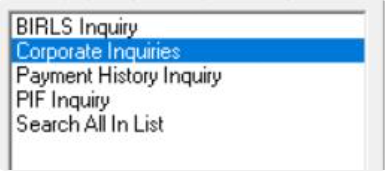 BIRLS Inquiry
Corporate Inquiries
Payment History Inquiry
PIF Inquiry
Search All In List